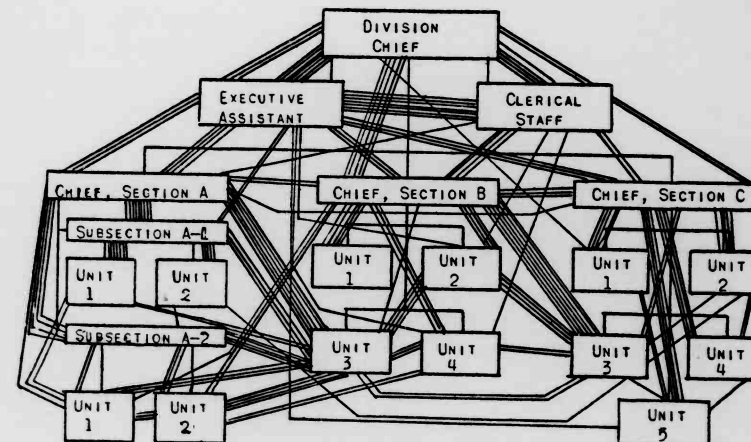 DIVISION
CHIEF
EXECUTIVE
ASSISTANT
CLERICAL
STAFF
CHIEF, SECTION A
CHIEF, SECTION B
CHIEF, SECTION C
SUBSECTION A-1
UNIT
1
UNIT
2
UNIT
1
UNIT
2
UNIT
1
UNIT
2
SUBSECTION A-2
UNIT
3
UNIT
4
UNIT
3
UNIT
4
UNIT
1
UNIT
2
UNIT
5